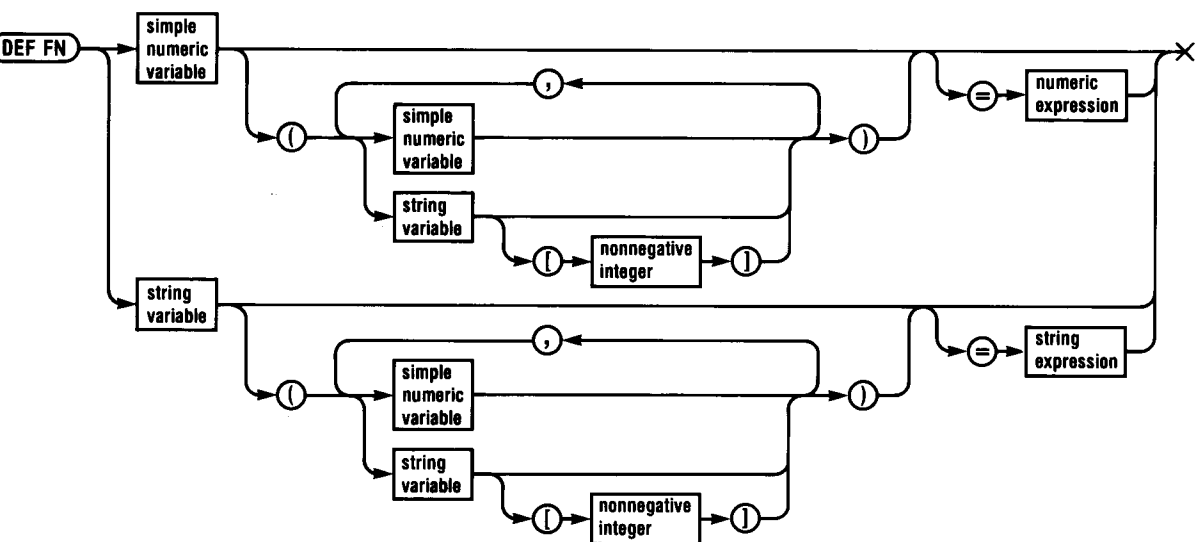 DEF FN
simple
numeric
variable
(
,
simple
numeric
variable
string
variable
[
nonnegative
integer
]
)
=
numeric
expression
string
variable
(
,
simple
numeric
variable
string
variable
[
nonnegative
integer
]
)
=
string
expression